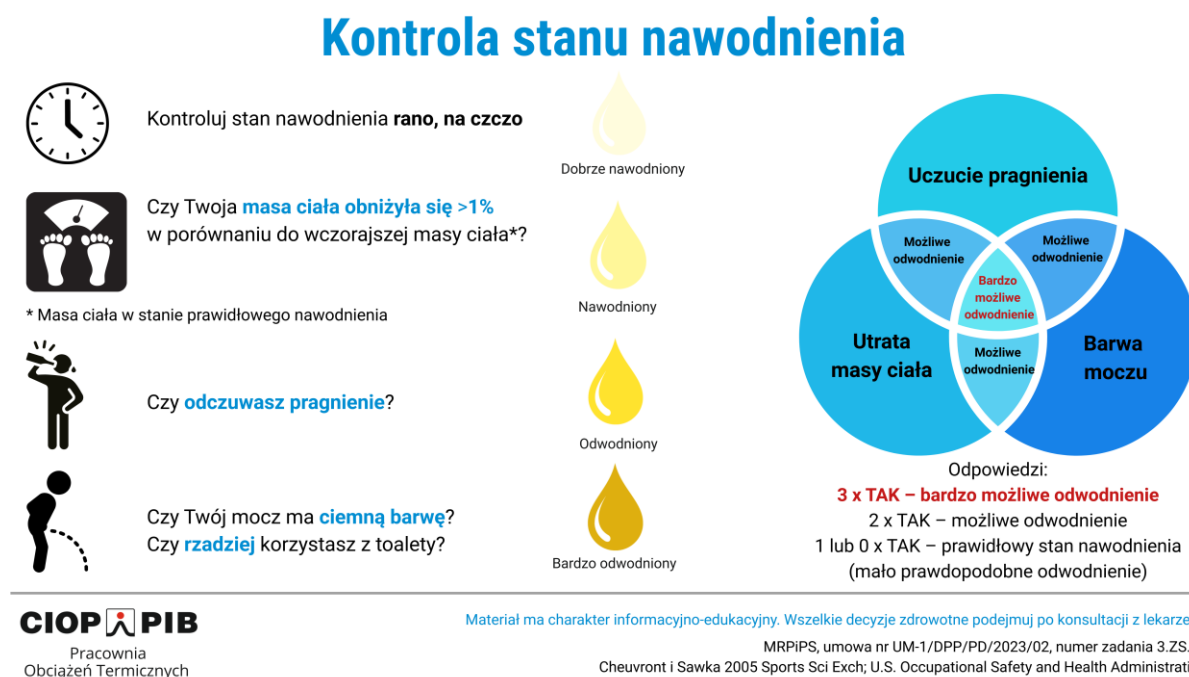 Kontrola stanu nawodnienia
Kontroluj stan nawodnienia rano, na czczo
Dobrze nawodniony
Czy Twoja masa ciała obniżyła się >1%
w porównaniu do wczorajszej masy ciała*?
Nawodniony
* Masa ciała w stanie prawidłowego nawodnienia
Czy odczuwasz pragnienie?
Odwodniony
Czy Twój mocz ma ciemną barwę?
Czy rzadziej korzystasz z toalety?
Bardzo odwodniony
Uczucie pragnienia
Możliwe
odwodnienie
Możliwe
odwodnienie
Bardzo
możliwe
odwodnienie
Utrata
masy ciała
Możliwe
odwodnienie
Barwa
moczu
Odpowiedzi:
3 x TAK – bardzo możliwe odwodnienie
2 x TAK – możliwe odwodnienie
1 lub 0 x TAK – prawidłowy stan nawodnienia
(mało prawdopodobne odwodnienie)
CIOP PIB
Pracownia
Obciążeń Termicznych
Materiał ma charakter informacyjno-edukacyjny. Wszelkie decyzje zdrowotne podejmuj po konsultacji z lekarze
MRPiPS, umowa nr UM-1/DPP/PD/2023/02, numer zadania 3.ZS.
Cheuvront i Sawka 2005 Sports Sci Exch; U.S. Occupational Safety and Health Administrati